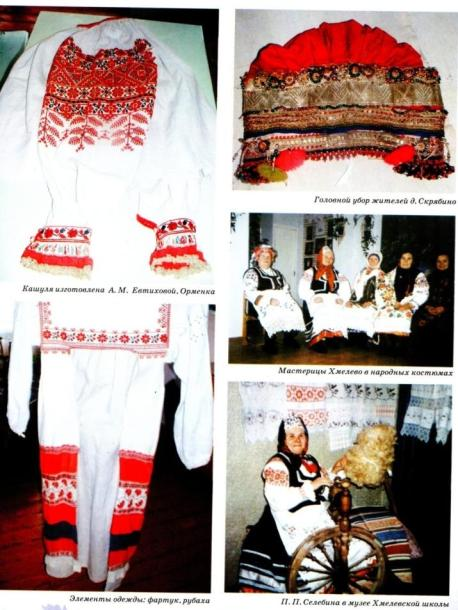 Кашуля изготовлена А. М. Евтиховой, Орменка
Элементы одежды: фартук, рубаха
Головной убор жителей д. Скрябино
Мастерицы Хмелево в народных костюмах
П. П. Селебина в музее Хмелевской школы